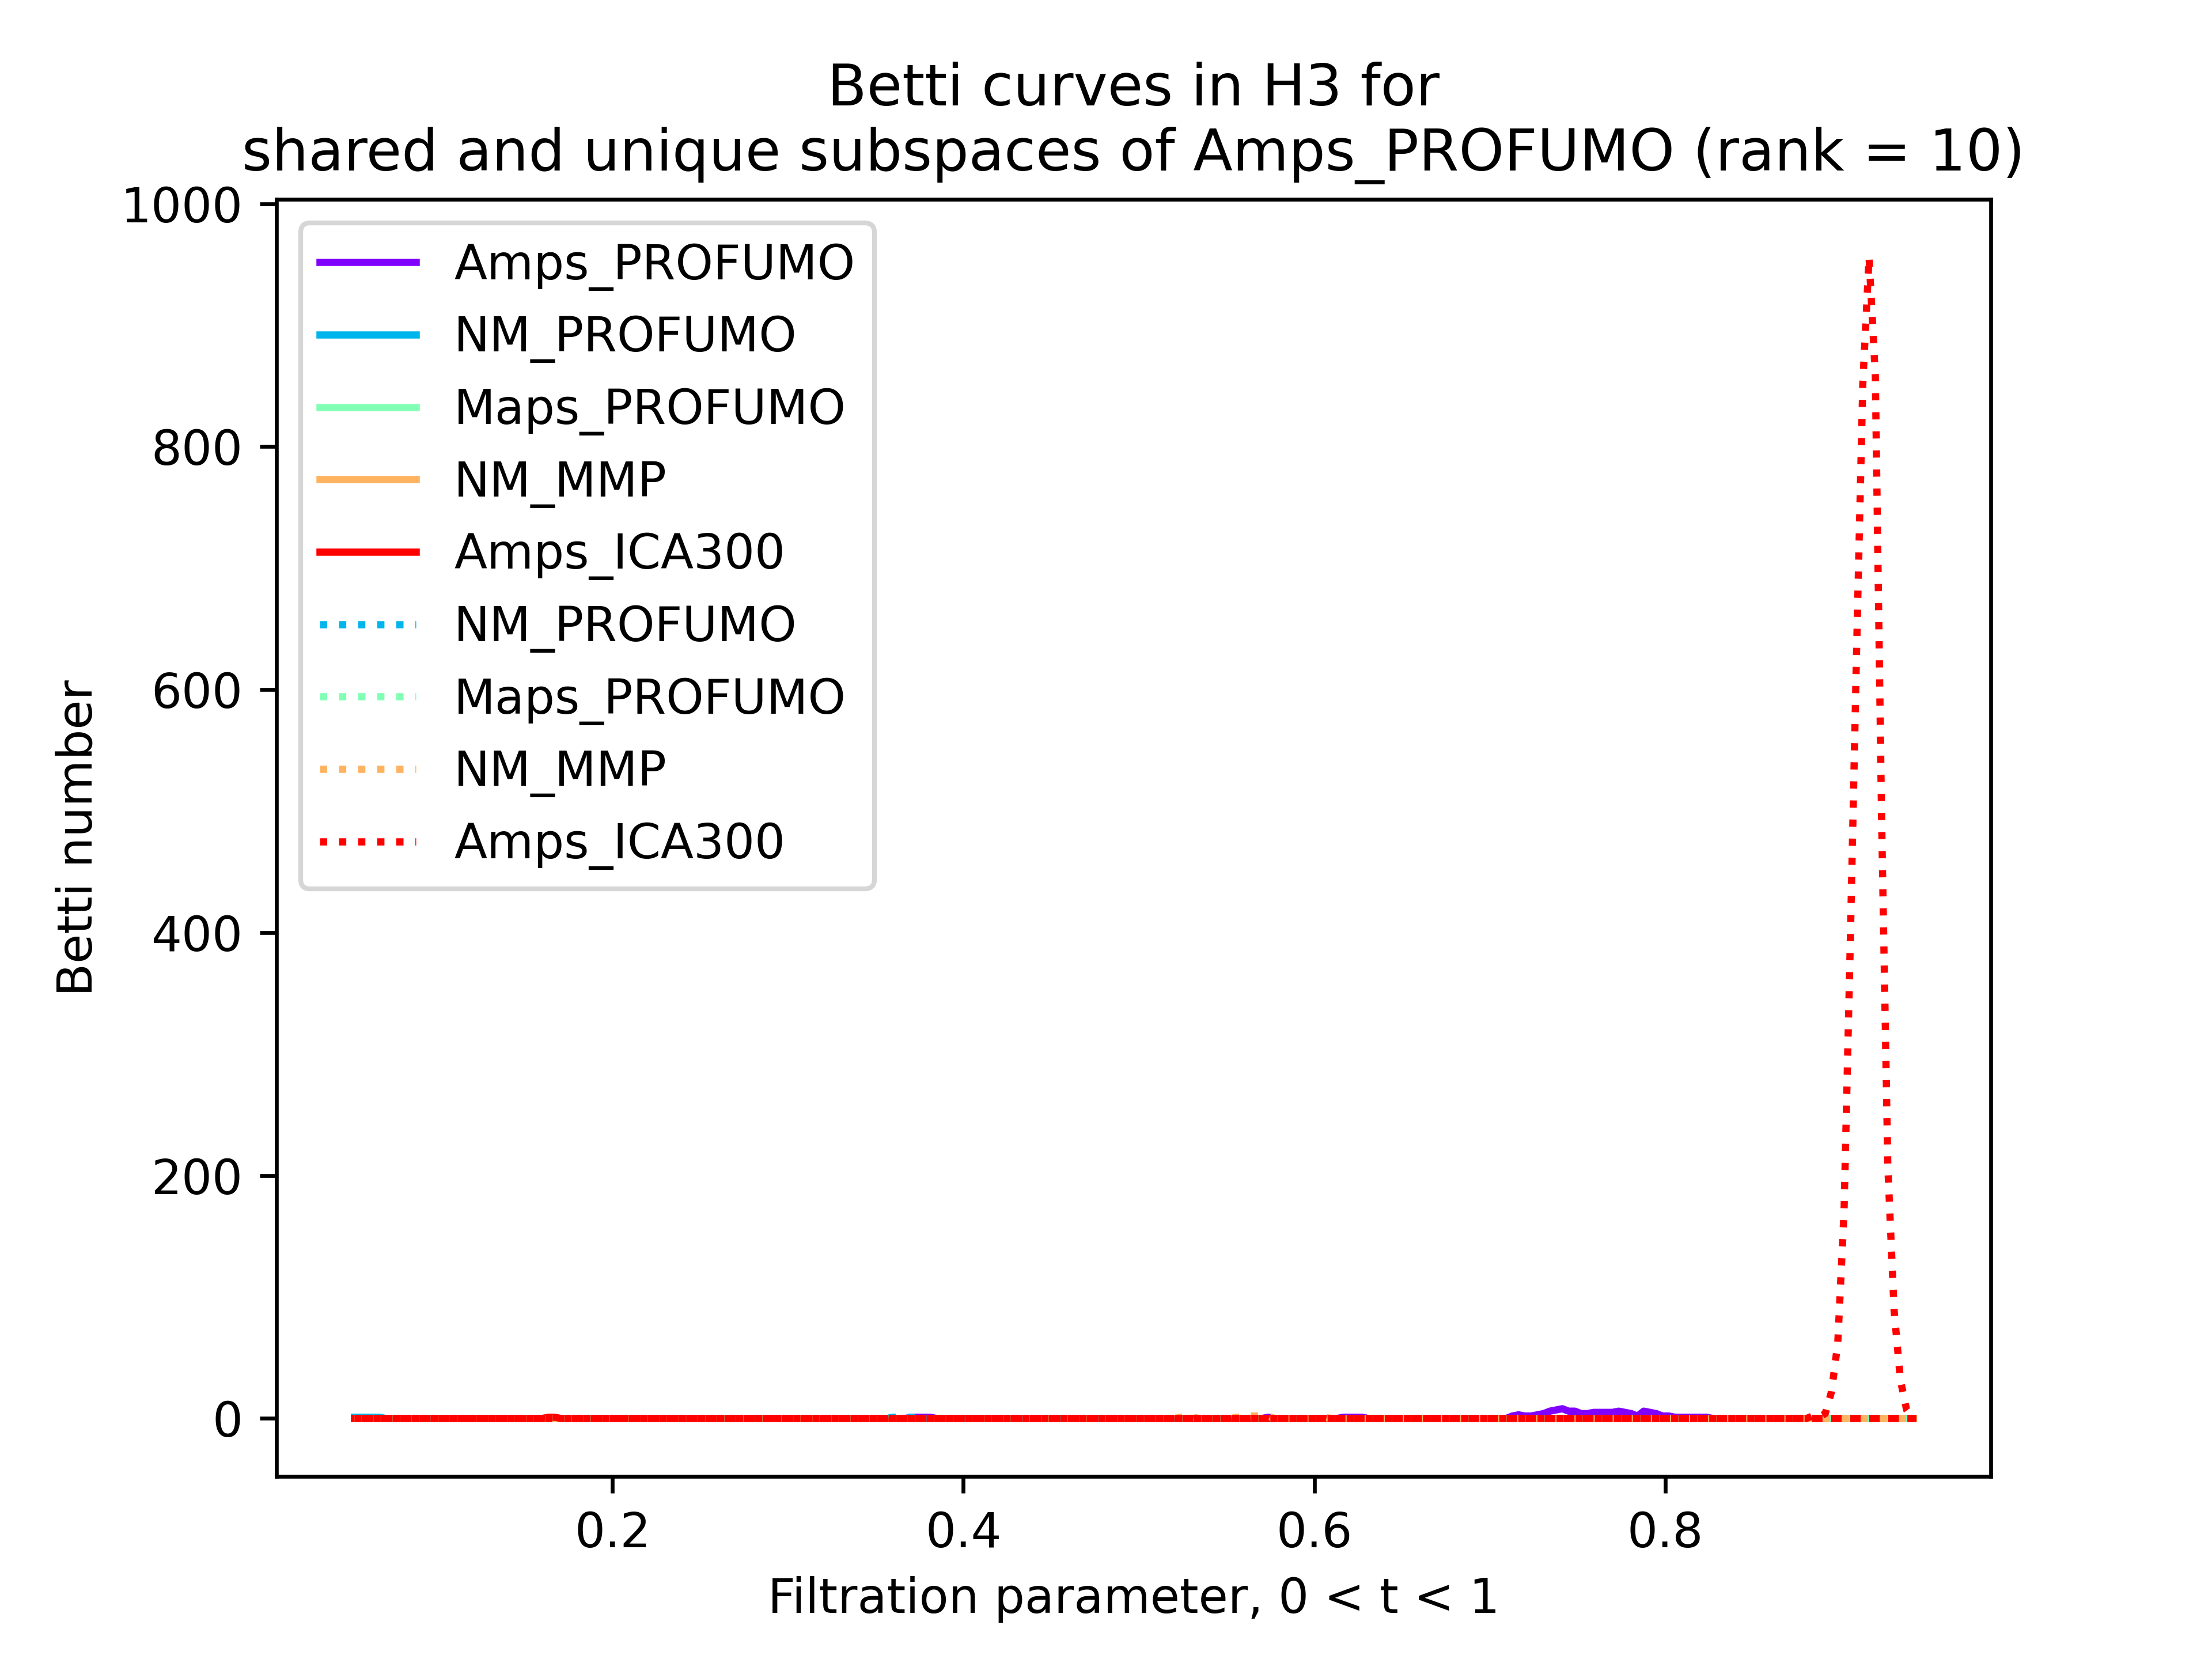 Betti curves in H3 for
shared and unique subspaces of Amps_PROFUMO (rank = 10)
1000
800
600
400
200
0
Betti number
Amps_PROFUMO
NM_PROFUMO
Maps_PROFUMO
NM_MMP
Amps_ICA300
NM_PROFUMO
Maps_PROFUMO
NM_MMP
Amps_ICA300
0.2 0.4 0.6 0.8
Filtration parameter, 0 < t < 1